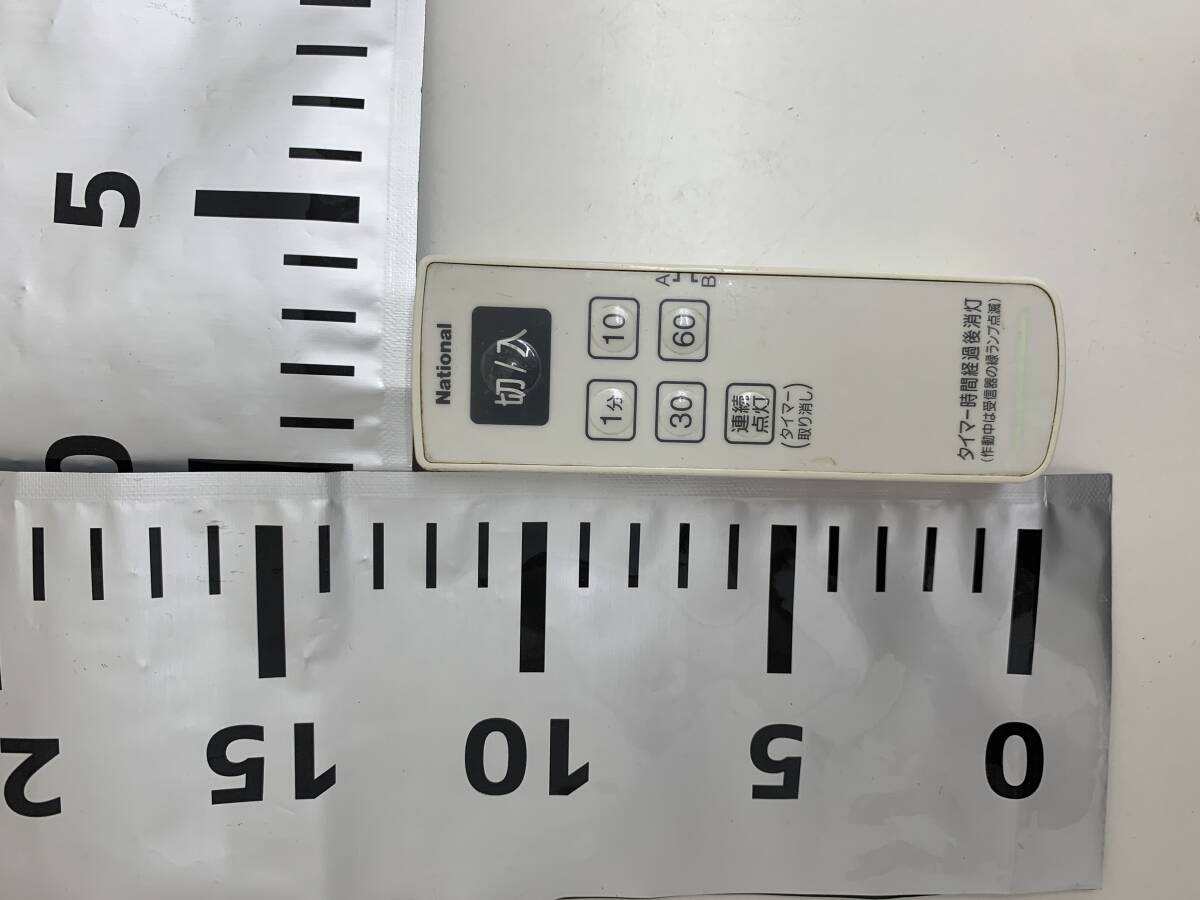 National
切/入
1分
10
30
60
A
B
連続
点灯
(タイマー
取り消し)
タイマー時間経過後消灯
(作動中は受信器の緑ランプ点滅)
5
0
2
15
10
5
0